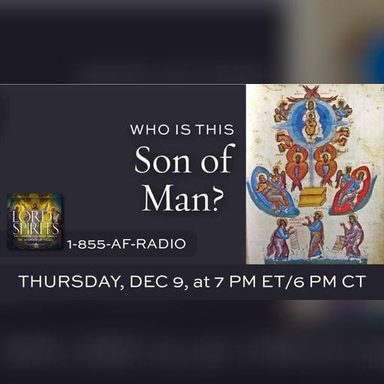 WHO IS THIS
Son of
Man?
LORD
SPIRITS
1-855-AF-RADIO
THURSDAY, DEC 9, at 7 PM ET/6 PM CT